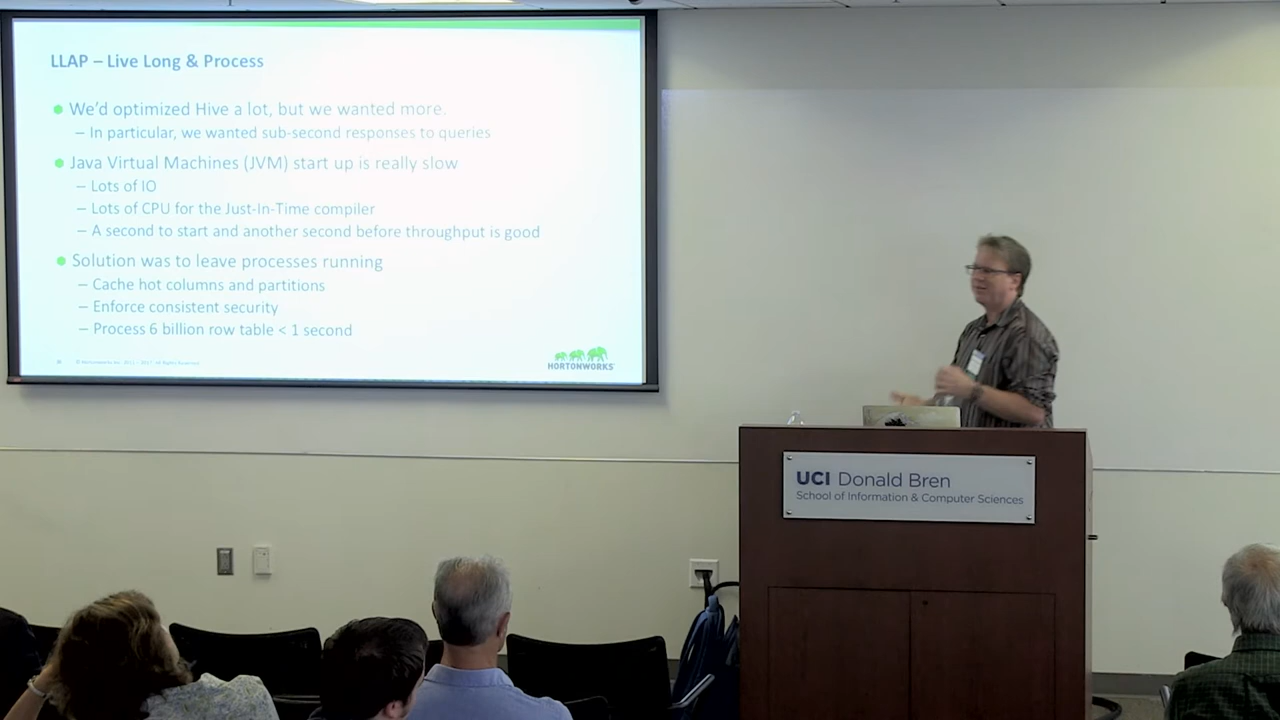 LLAP – Live Long & Process
We'd optimized Hive a lot, but we wanted more.
– In particular, we wanted sub-second responses to queries
Java Virtual Machines (JVM) start up is really slow
– Lots of IO
– Lots of CPU for the Just-In-Time compiler
– A second to start and another second before throughput is good
Solution was to leave processes running
– Cache hot columns and partitions
– Enforce consistent security
– Process 6 billion row table < 1 second
HORTONWORKS
UCI Donald Bren
School of Information & Computer Sciences